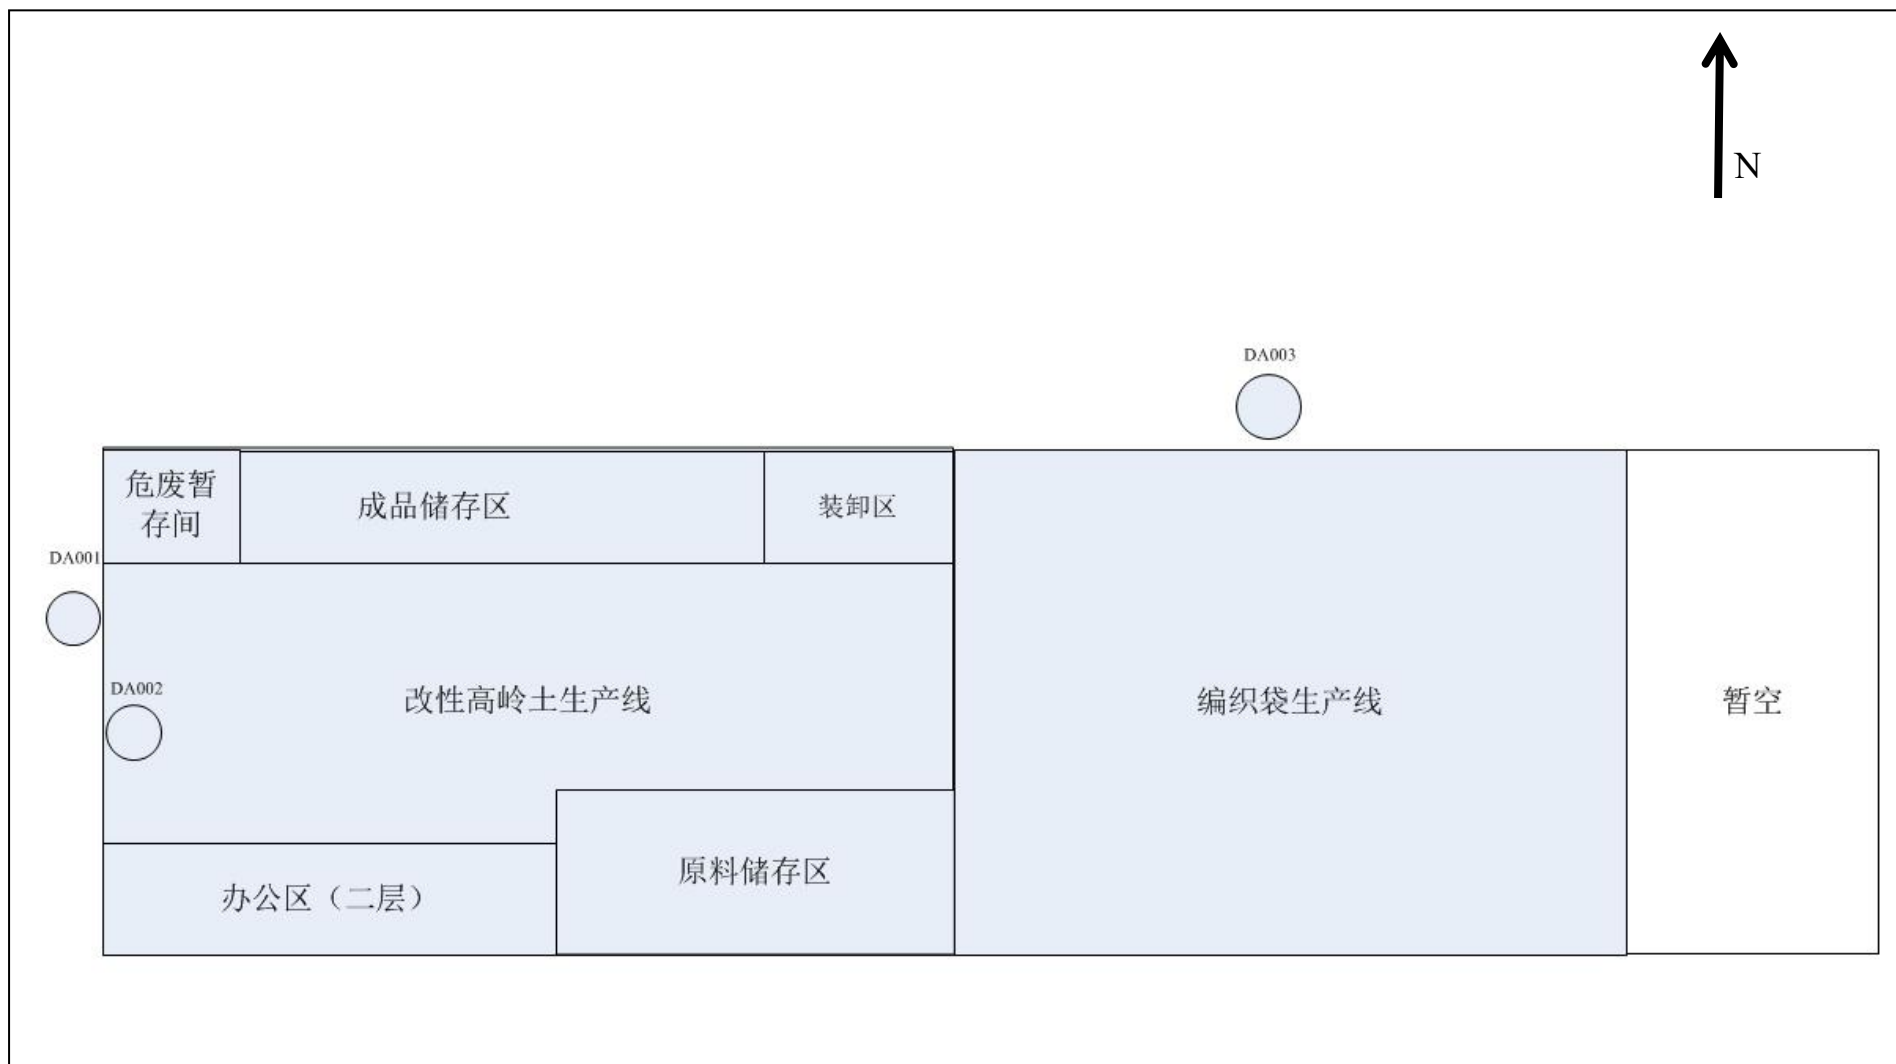 N
DA003
危废暂
存间
成品储存区
装卸区
DA001
DA002
改性高岭土生产线
编织袋生产线
暂空
原料储存区
办公区（二层）